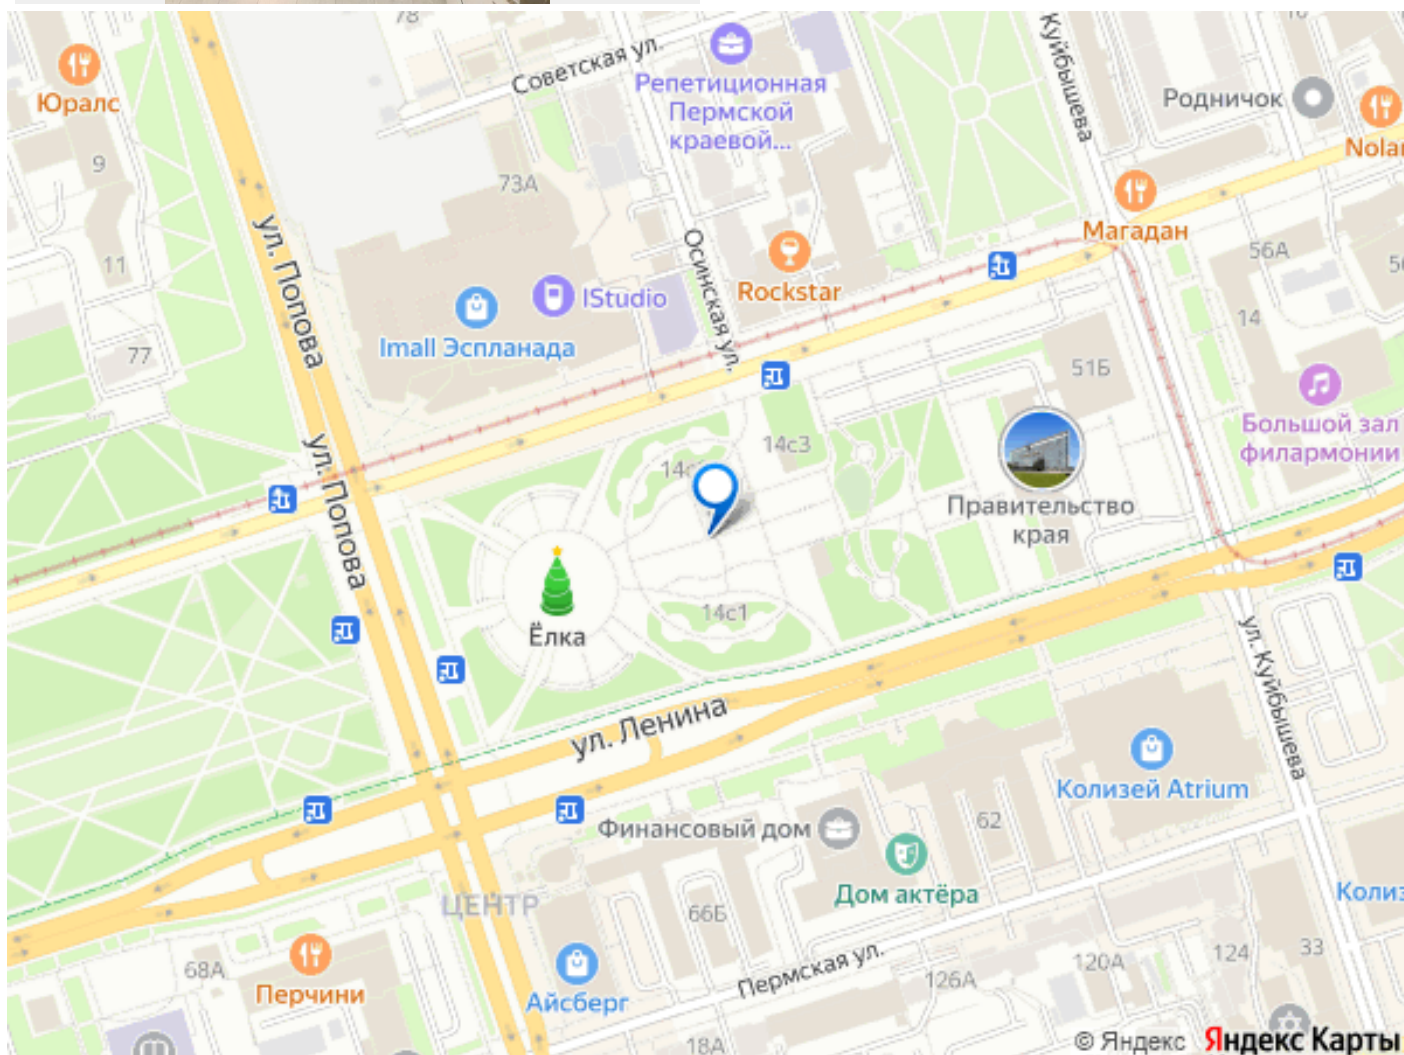 78
Юралс
Советская ул.
Репетиционная
Пермской
краевой...
Куйбышева
Родничок
Nolan
9
73А
Магадан
ул. Попова
11
Осинская ул.
56А
IStudio
Rockstar
14
Imall Эспланада
77
51Б
Большой зал
филармонии
ул. Попова
14с3
Правительство
края
14с1
Ёлка
ул. Ленина
ул. Куйбышева
Колизей Atrium
Финансовый дом
62
Дом актёра
ЦЕНТР
66Б
68А
Перчини
Айсберг
Пермская ул.
126А
120А
124
33
18А
© Яндекс Яндекс Карты